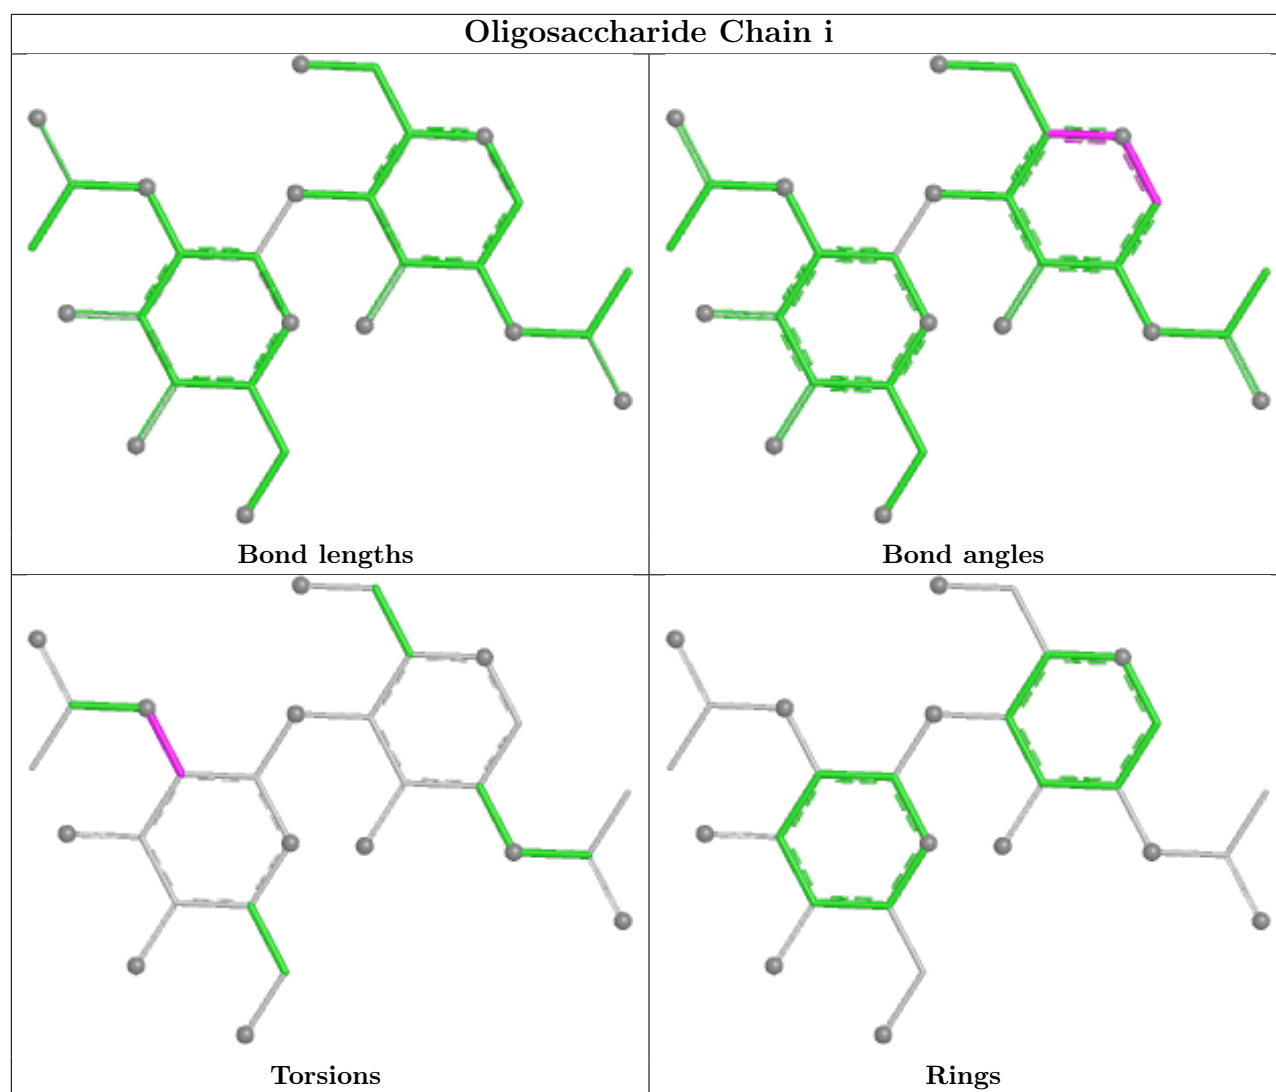 Oligosaccharide Chain i
Bond lengths
Bond angles
Torsions
Rings